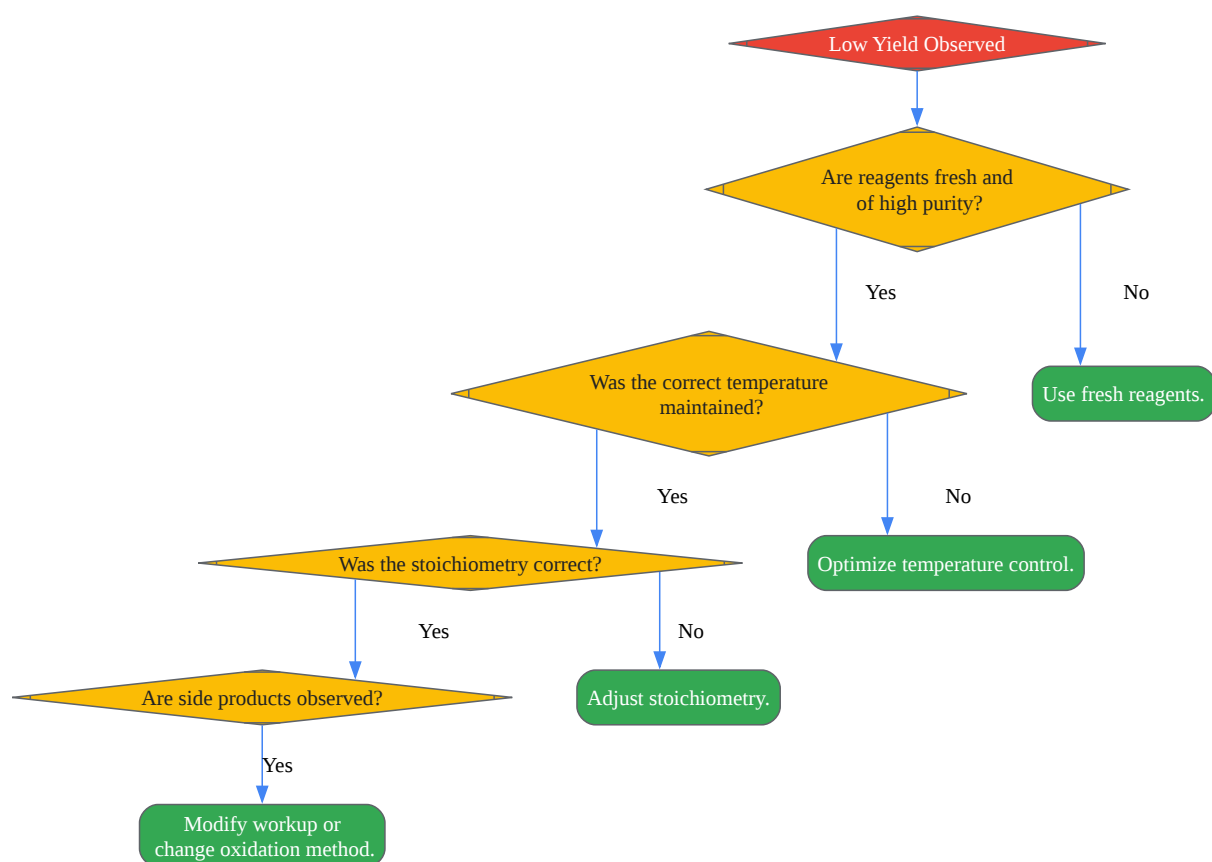 Low Yield Observed
Are reagents fresh and
of high purity?
Yes
No
Was the correct temperature
maintained?
Use fresh reagents.
Yes
No
Was the stoichiometry correct?
Optimize temperature control.
Yes
No
Are side products observed?
Adjust stoichiometry.
Yes
Modify workup or
change oxidation method.